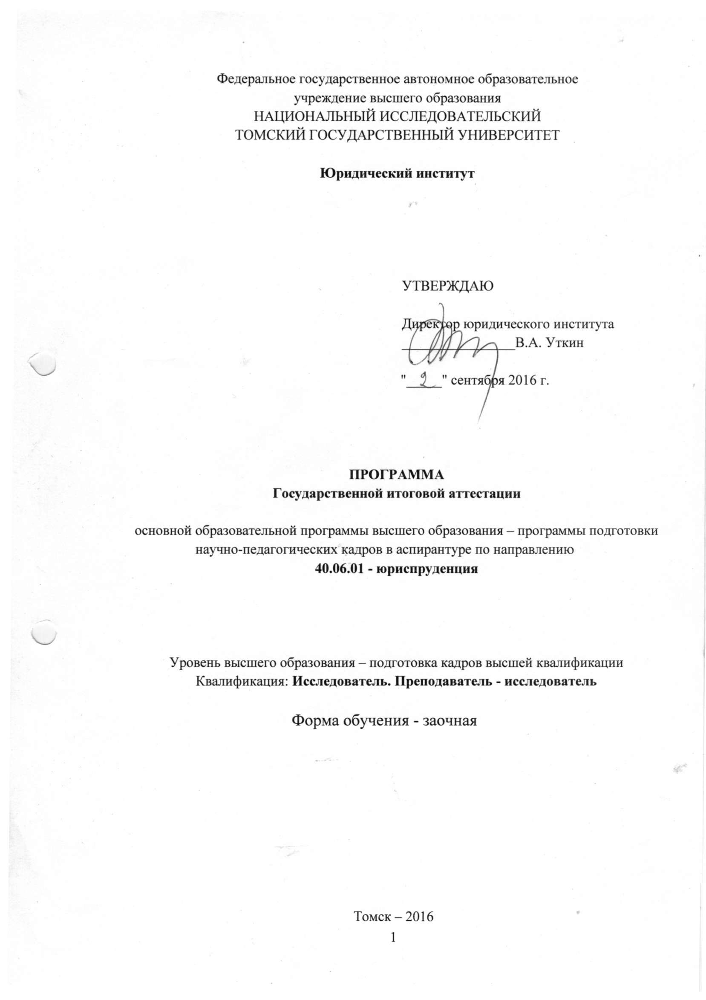 Федеральное государственное автономное образовательное
учреждение высшего образования
НАЦИОНАЛЬНЫЙ ИССЛЕДОВАТЕЛЬСКИЙ
ТОМСКИЙ ГОСУДАРСТВЕННЫЙ УНИВЕРСИТЕТ
Юридический институт
УТВЕРЖДАЮ
Директор юридического института
В.А. Уткин
"2" сентября 2016 г.
ПРОГРАММА
Государственной итоговой аттестации
основной образовательной программы высшего образования – программы подготовки
научно-педагогических кадров в аспирантуре по направлению
40.06.01 - юриспруденция
Уровень высшего образования – подготовка кадров высшей квалификации
Квалификация: Исследователь. Преподаватель - исследователь
Форма обучения - заочная
Томск – 2016
1